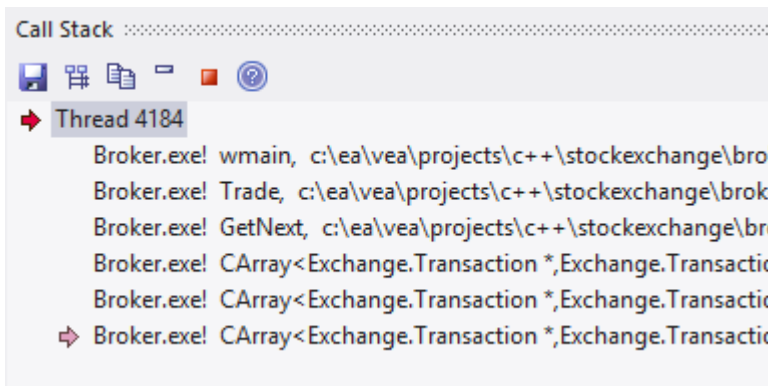 Call Stack
Thread 4184
Broker.exe! wmain, c:\ea\vea\projects\c++\stockexchange\bro
Broker.exe! Trade, c:\ea\vea\projects\c++\stockexchange\brok
Broker.exe! GetNext, c:\ea\vea\projects\c++\stockexchange\br
Broker.exe! CArray<Exchange.Transaction *,Exchange.Transactio
Broker.exe! CArray<Exchange.Transaction *,Exchange.Transactio
Broker.exe! CArray<Exchange.Transaction *,Exchange.Transactio